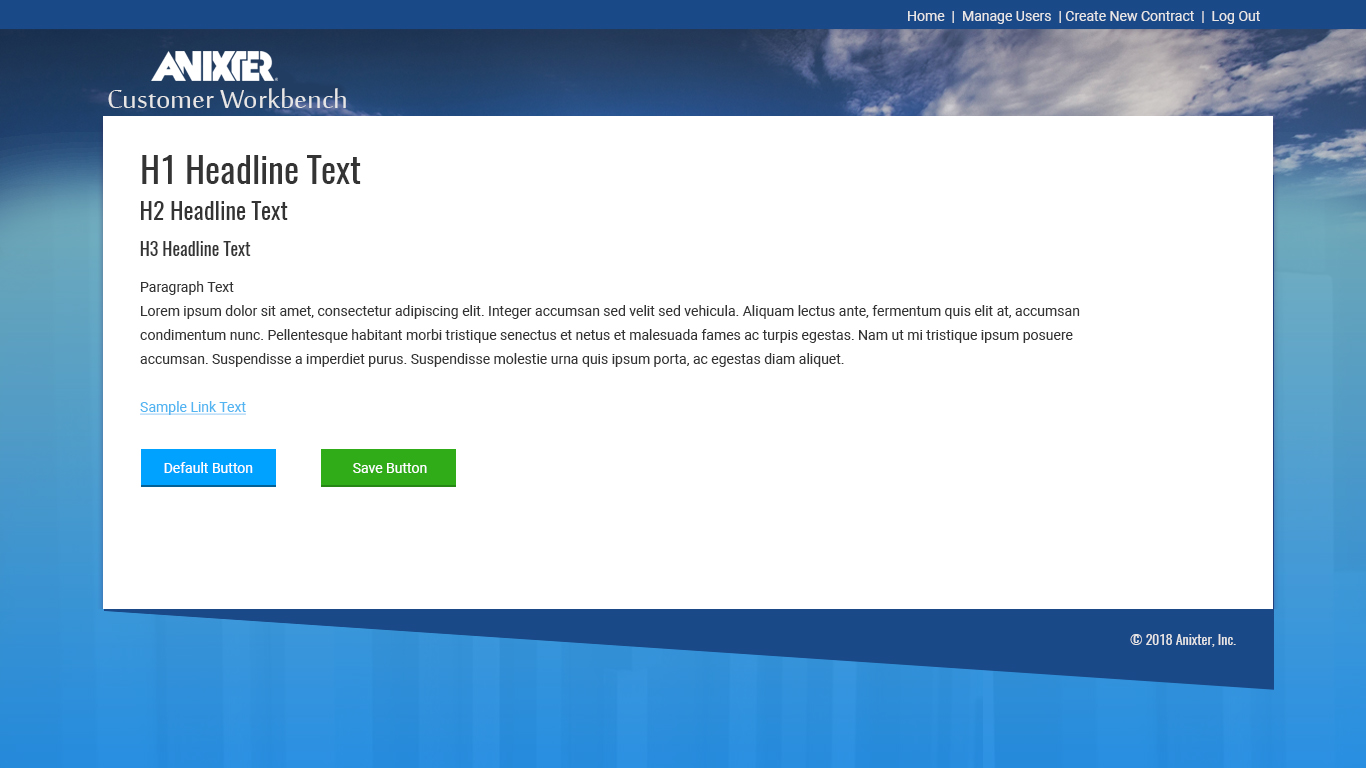 Home | Manage Users | Create New Contract | Log Out
ANIXTER
Customer Workbench
H1 Headline Text
H2 Headline Text
H3 Headline Text
Paragraph Text
Lorem ipsum dolor sit amet, consectetur adipiscing elit. Integer accumsan sed velit sed vehicula. Aliquam lectus ante, fermentum quis elit at, accumsan
condimentum nunc. Pellentesque habitant morbi tristique senectus et netus et malesuada fames ac turpis egestas. Nam ut mi tristique ipsum posuere
accumsan. Suspendisse a imperdiet purus. Suspendisse molestie urna quis ipsum porta, ac egestas diam aliquet.
Sample Link Text
Default Button
Save Button
© 2018 Anixter, Inc.